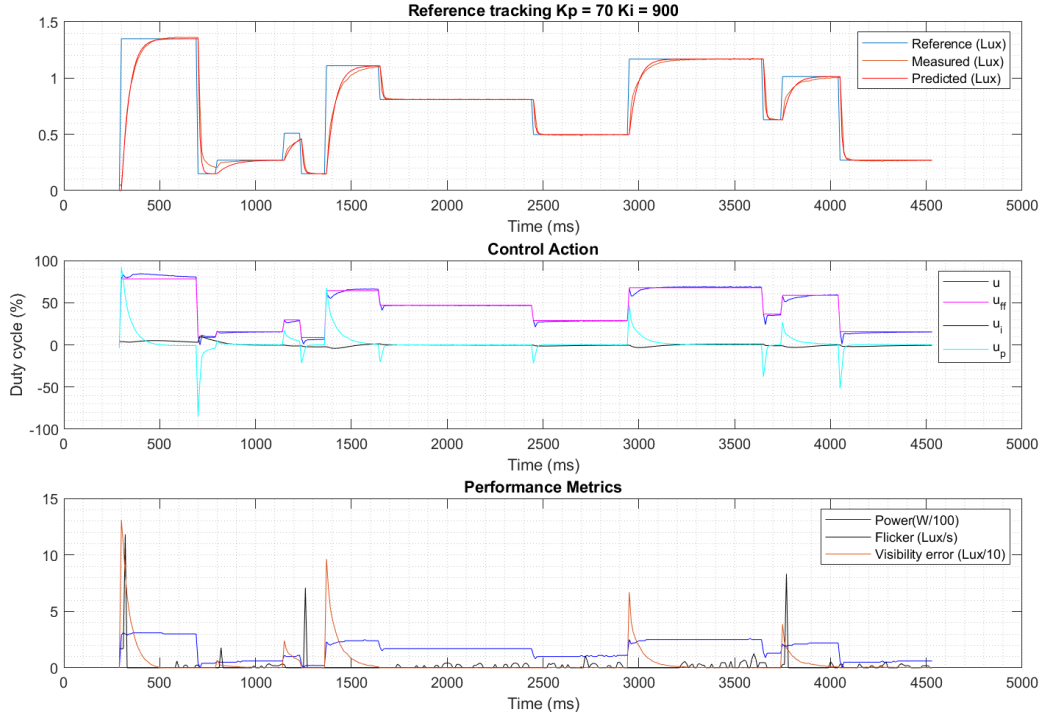 Reference tracking Kp = 70 Ki = 900
1.5
1
0.5
0
Reference (Lux)
Measured (Lux)
Predicted (Lux)
0 500 1000 1500 2000 2500 3000 3500 4000 4500 5000
Time (ms)
Control Action
Duty cycle (%)
100
50
0
-50
-100
u
u_ff
u_i
u_p
0 500 1000 1500 2000 2500 3000 3500 4000 4500 5000
Time (ms)
Performance Metrics
15
10
5
0
Power(W/100)
Flicker (Lux/s)
Visibility error (Lux/10)
0 500 1000 1500 2000 2500 3000 3500 4000 4500 5000
Time (ms)